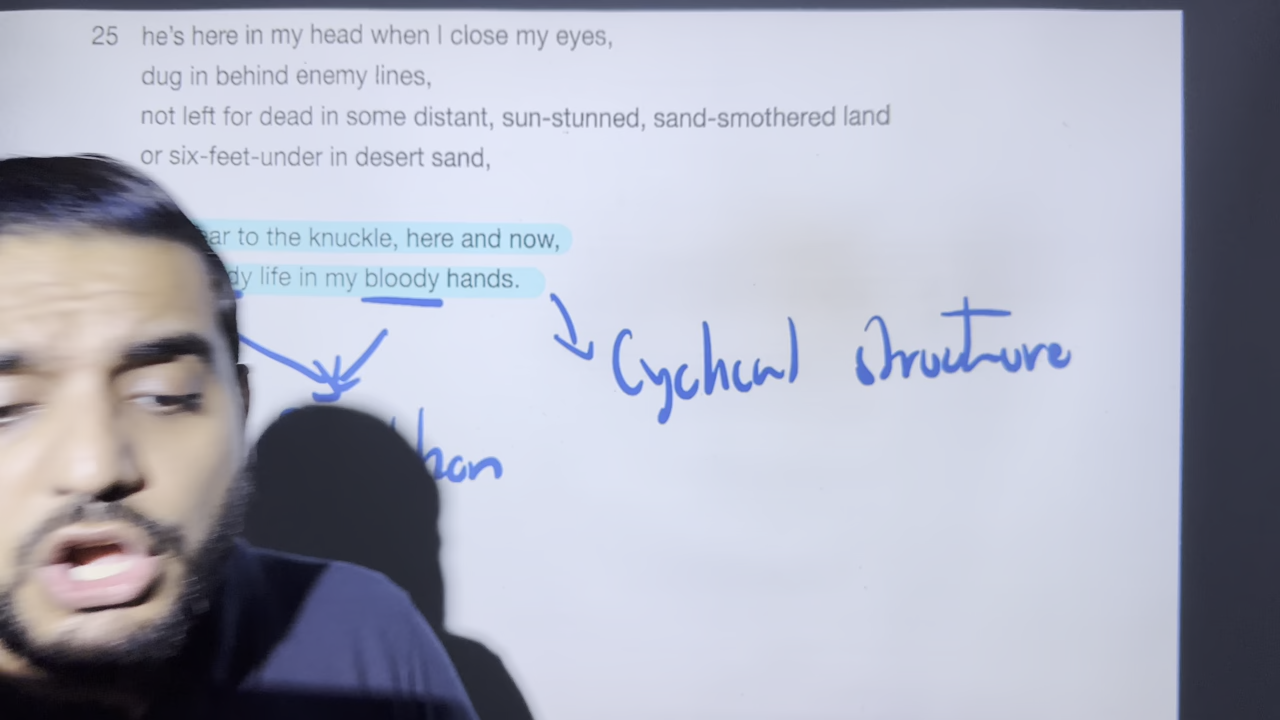 25 he's here in my head when I close my eyes,
dug in behind enemy lines,
not left for dead in some distant, sun-stunned, sand-smothered land
or six-feet-under in desert sand,
to the knuckle, here and now,
life in my bloody hands.
Cyclical structure